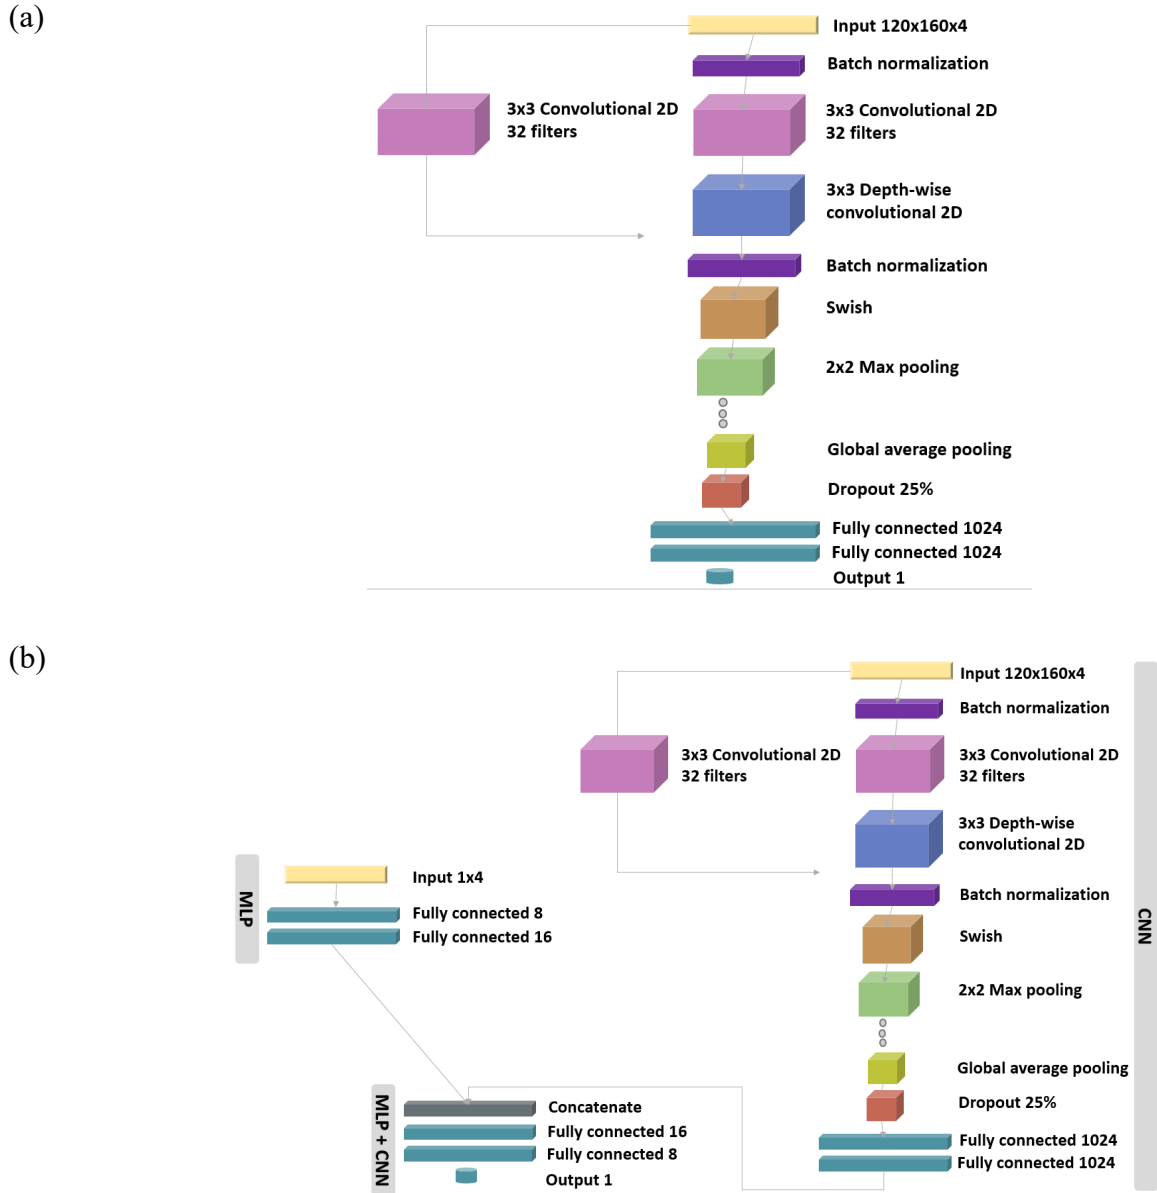 (a)
Input 120x160x4
Batch normalization
3x3 Convolutional 2D
32 filters
3x3 Convolutional 2D
32 filters
3x3 Depth-wise
convolutional 2D
Batch normalization
Swish
2x2 Max pooling
Global average pooling
Dropout 25%
Fully connected 1024
Fully connected 1024
Output 1
(b)
Input 120x160x4
Batch normalization
3x3 Convolutional 2D
32 filters
3x3 Convolutional 2D
32 filters
3x3 Depth-wise
convolutional 2D
Batch normalization
Swish
2x2 Max pooling
Global average pooling
Dropout 25%
Fully connected 1024
Fully connected 1024
CNN
MLP
Input 1x4
Fully connected 8
Fully connected 16
MLP + CNN
Concatenate
Fully connected 16
Fully connected 8
Output 1